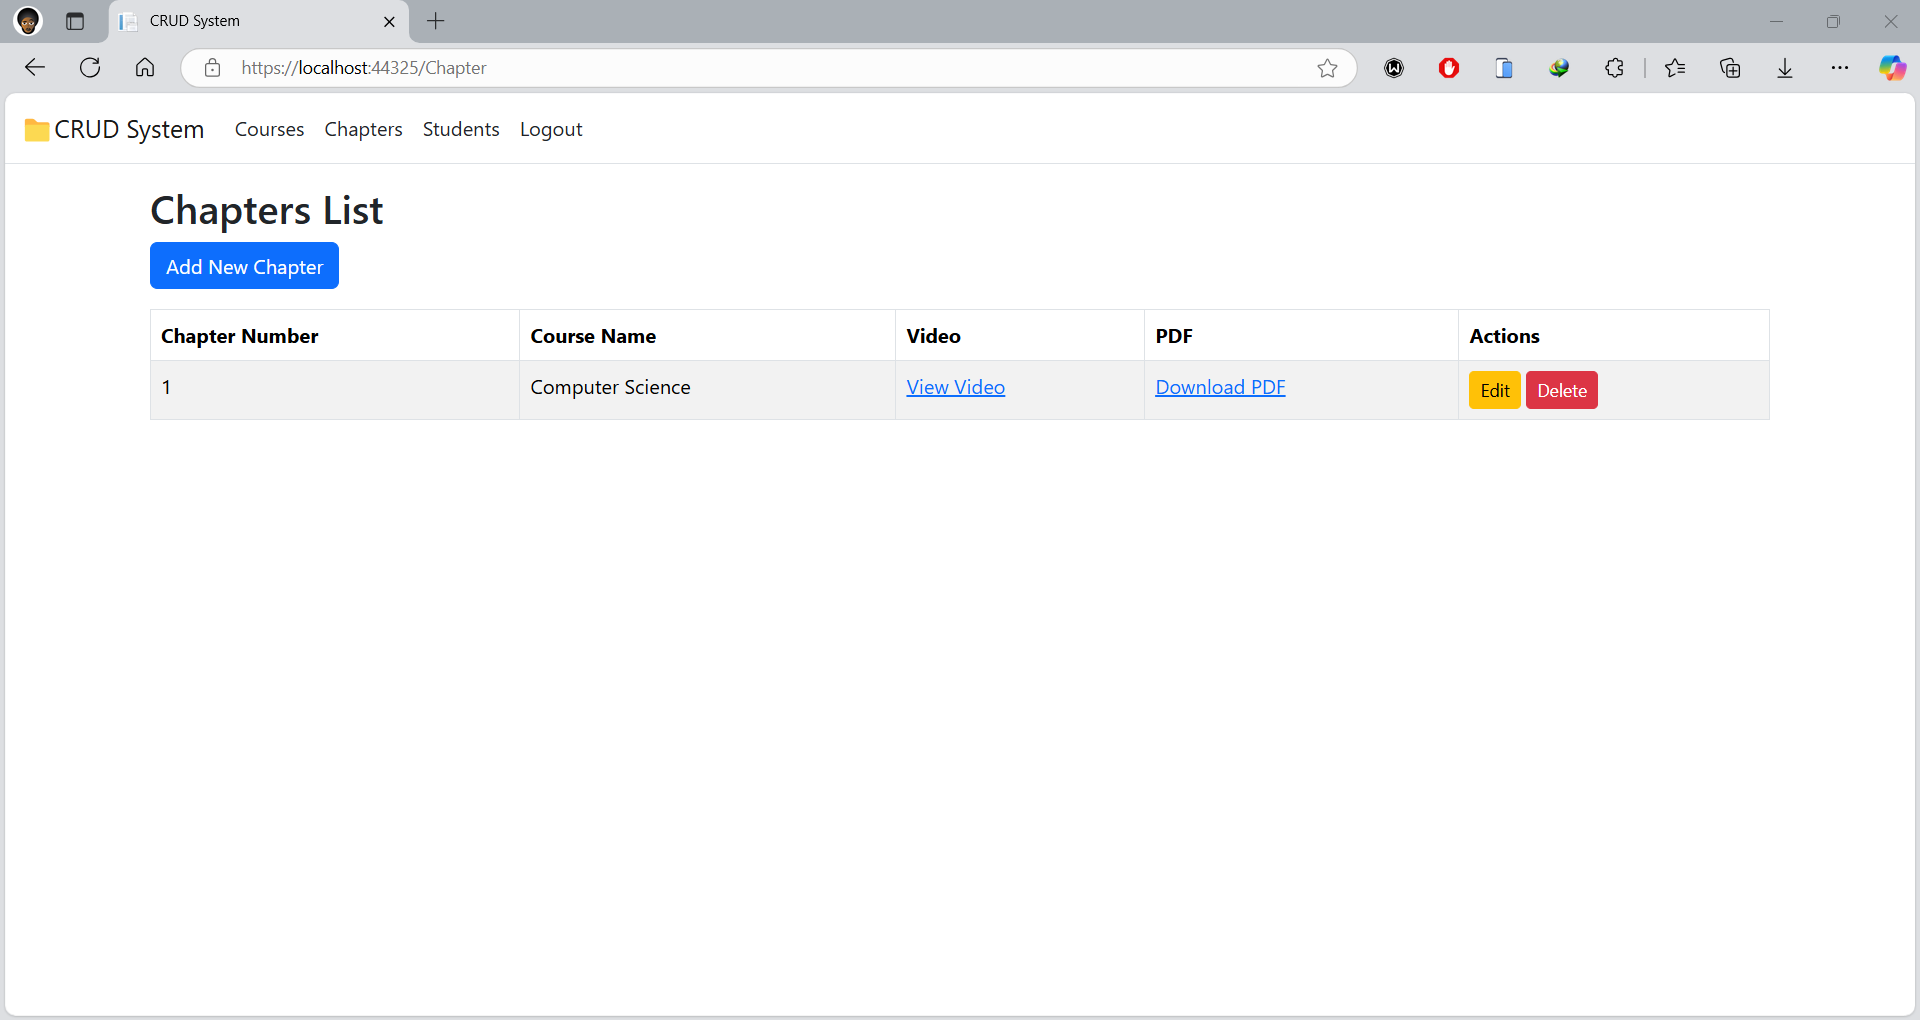 CRUD System
https://localhost:44325/Chapter
CRUD System Courses Chapters Students Logout
Chapters List
Add New Chapter
Chapter Number Course Name Video PDF Actions
1 Computer Science View Video Download PDF Edit Delete